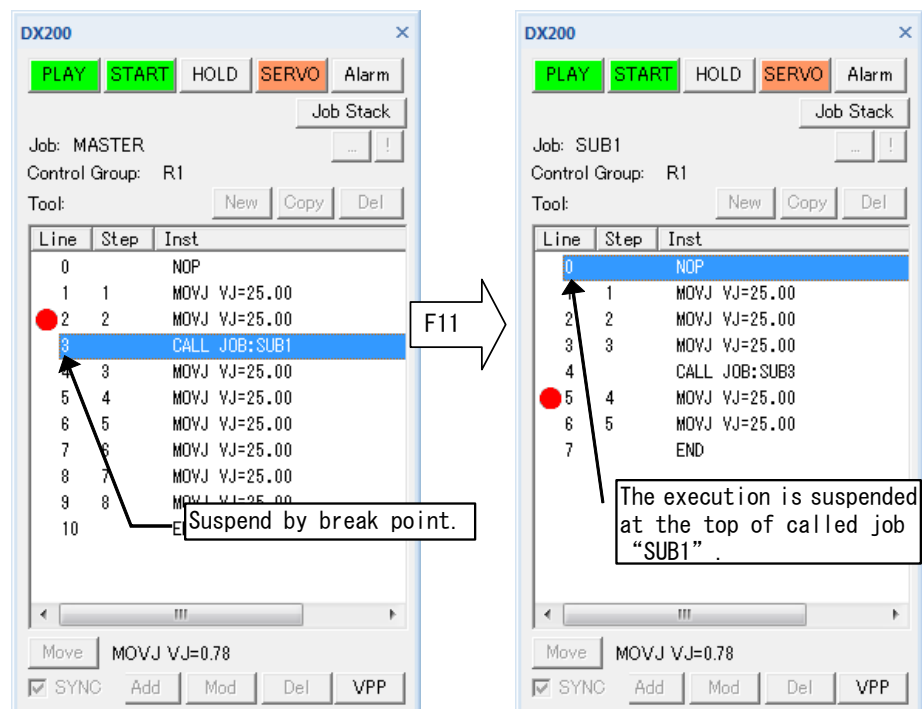 DX200 ×
PLAY START HOLD SERVO Alarm
Job Stack
Job: MASTER ... !
Control Group: R1
Tool: New Copy Del
Line Step Inst
0 NOP
1 1 MOVJ VJ=25.00
2 2 MOVJ VJ=25.00
3 CALL JOB:SUB1
4 3 MOVJ VJ=25.00
5 4 MOVJ VJ=25.00
6 5 MOVJ VJ=25.00
7 6 MOVJ VJ=25.00
8 7 MOVJ VJ=25.00
9 8 MOVJ VJ=25.00
10
Suspend by break point.
Move MOVJ VJ=0.78
SYNC Add Mod Del VPP
F11
DX200 ×
PLAY START HOLD SERVO Alarm
Job Stack
Job: SUB1 ... !
Control Group: R1
Tool: New Copy Del
Line Step Inst
0 NOP
1 1 MOVJ VJ=25.00
2 2 MOVJ VJ=25.00
3 3 MOVJ VJ=25.00
4 CALL JOB:SUB3
5 4 MOVJ VJ=25.00
6 5 MOVJ VJ=25.00
7 END
The execution is suspended
at the top of called job
“SUB1”.
Move MOVJ VJ=0.78
SYNC Add Mod Del VPP